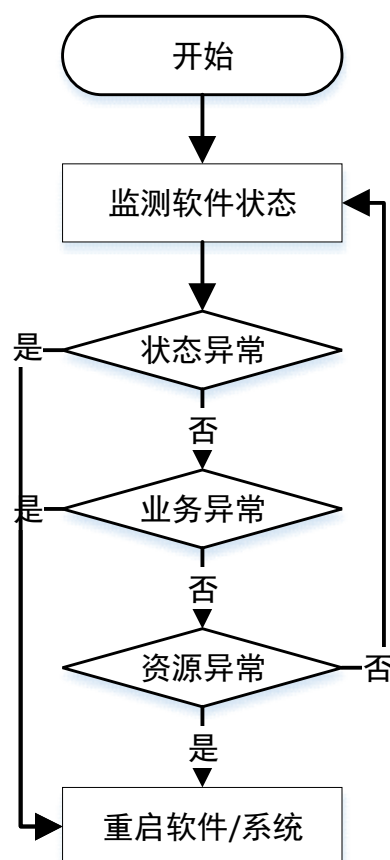 开始
监测软件状态
是
状态异常
否
是
业务异常
否
资源异常
否
是
重启软件/系统